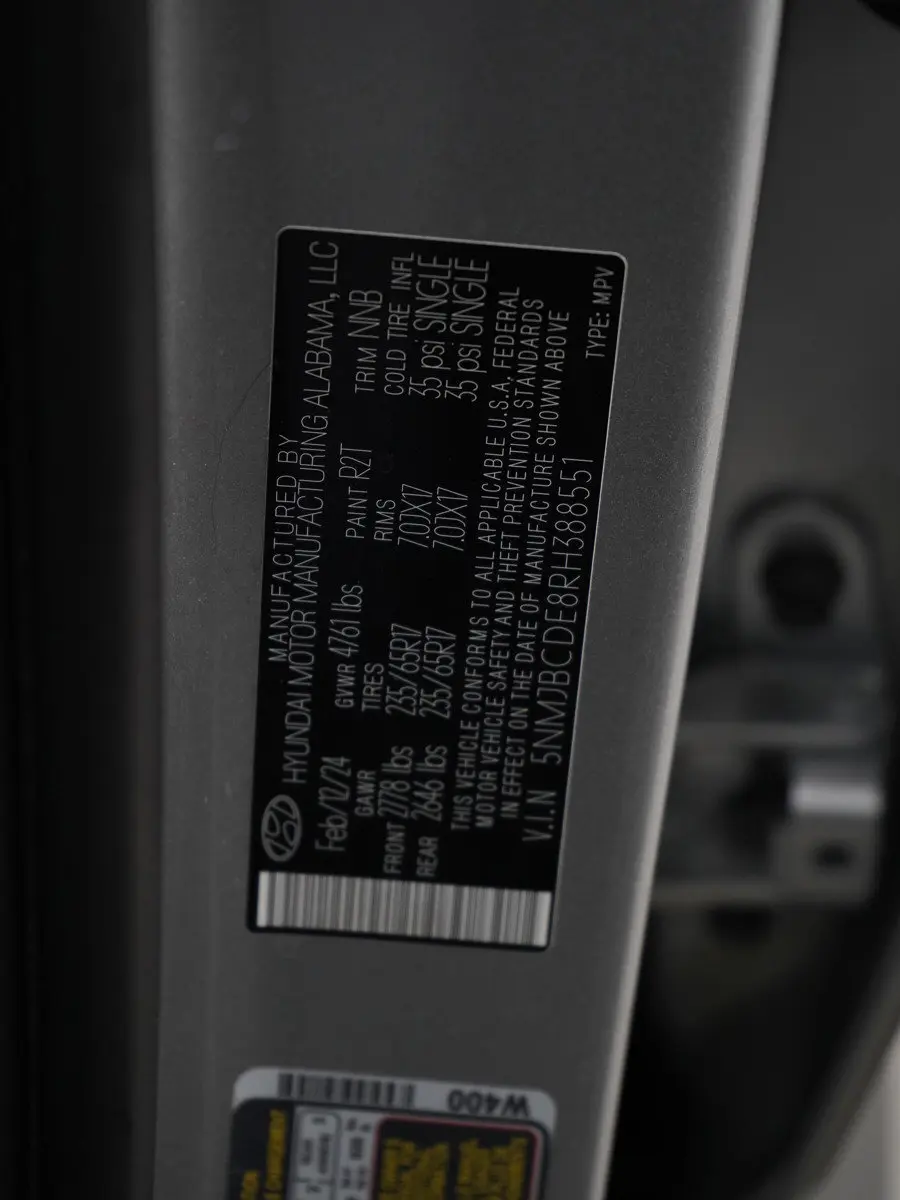 MANUFACTURED BY
HYUNDAI MOTOR MANUFACTURING ALABAMA, LLC
Feb/12/24 GVWR 4761 lbs PAINT R2T TRIM NNB
GAWR TIRES RIMS COLD TIRE INFL
FRONT 2778 lbs 235/65R17 7.0JX17 35 psi SINGLE
REAR 2646 lbs 235/65R17 7.0JX17 35 psi SINGLE
THIS VEHICLE CONFORMS TO ALL APPLICABLE U.S.A. FEDERAL
MOTOR VEHICLE SAFETY AND THEFT PREVENTION STANDARDS
IN EFFECT ON THE DATE OF MANUFACTURE SHOWN ABOVE
V.I.N 5NMJBCDE8RH388551 TYPE: MPV
W400